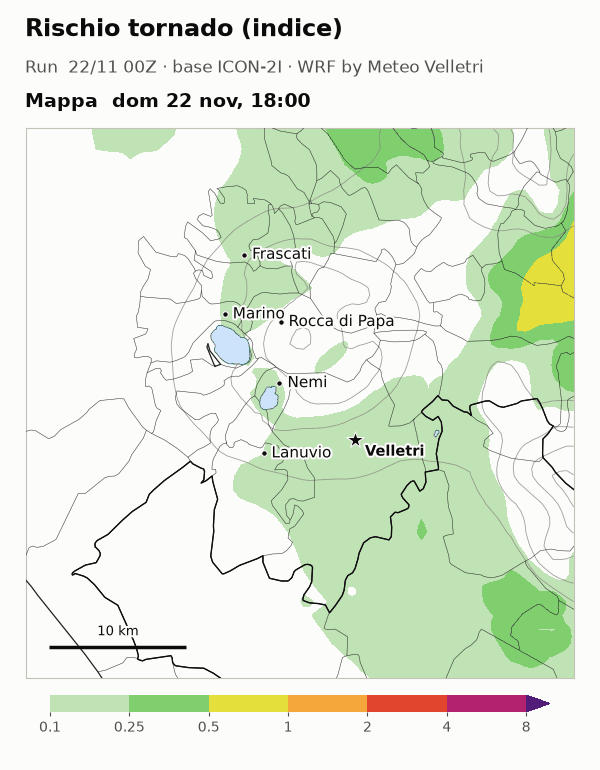 Rischio tornado (indice)
Run  22/11 00Z · base ICON-2I · WRF by Meteo Velletri
Mappa  dom 22 nov, 18:00
Frascati
Marino
Rocca di Papa
Nemi
Velletri
Lanuvio
10 km
0.1 0.25 0.5 1 2 4 8